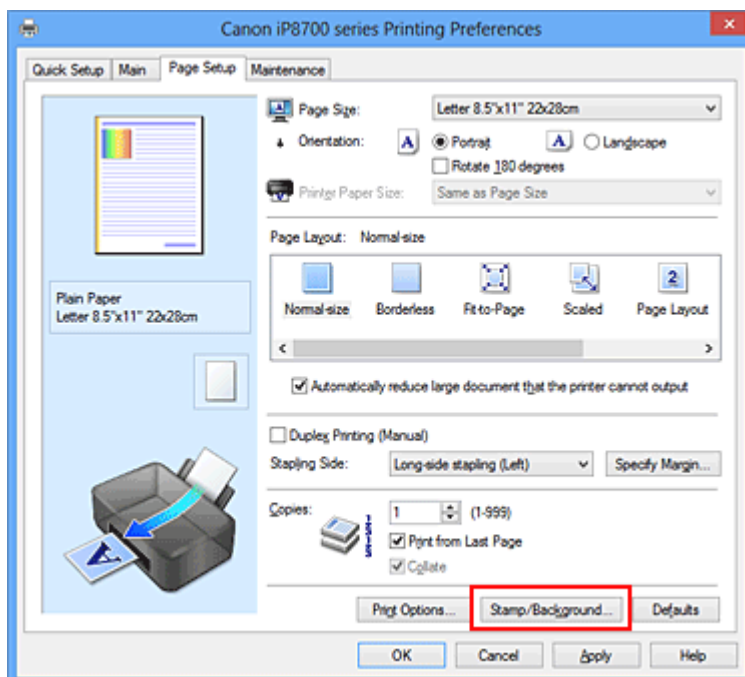 Canon iP8700 series Printing Preferences
Quick Setup Main Page Setup Maintenance
Page Size: Letter 8.5"x11" 22x28cm
Orientation: A Portrait A Landscape
Rotate 180 degrees
Printer Paper Size: Same as Page Size
Page Layout: Normal-size
2
Normal-size Borderless Fit-to-Page Scaled Page Layout
Plain Paper
Letter 8.5"x11" 22x28cm
Automatically reduce large document that the printer cannot output
Duplex Printing (Manual)
Stapling Side: Long-side stapling (Left) Specify Margin...
Copies: 1 (1-999)
Print from Last Page
Collate
A
Print Options... Stamp/Background... Defaults
OK Cancel Apply Help